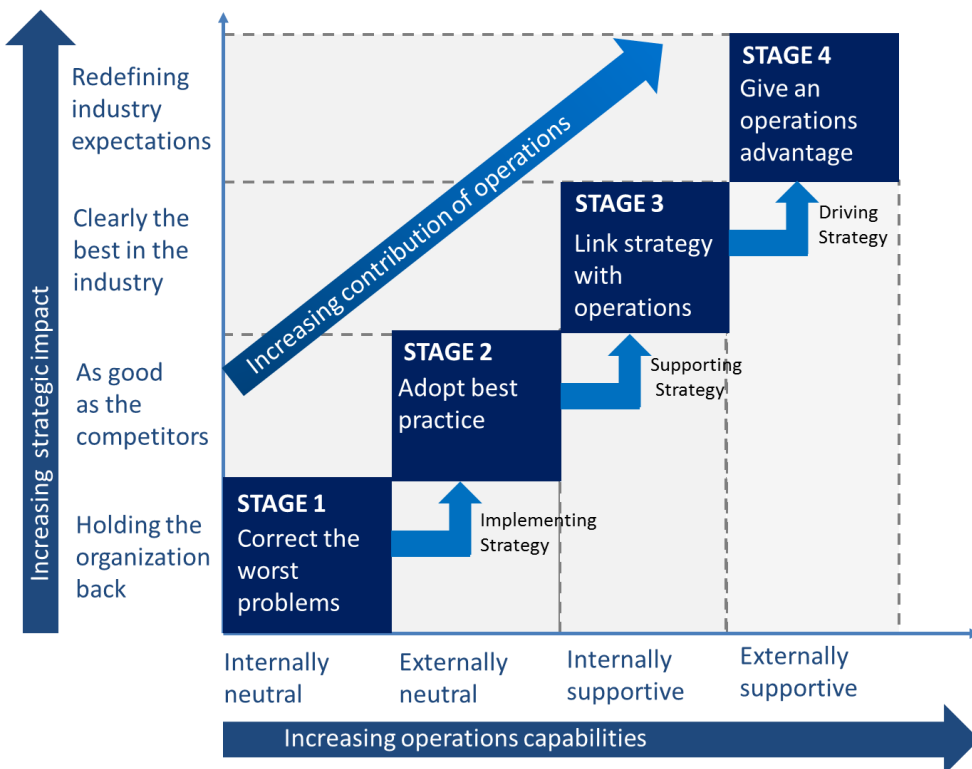 Increasing strategic impact
Redefining
industry
expectations
Clearly the
best in the
industry
As good
as the
competitors
Holding the
organization
back
Increasing contribution of operations
STAGE 4
Give an
operations
advantage
STAGE 3
Link strategy
with
operations
Driving
Strategy
STAGE 2
Adopt best
practice
Supporting
Strategy
STAGE 1
Correct the
worst
problems
Implementing
Strategy
Internally
neutral
Externally
neutral
Internally
supportive
Externally
supportive
Increasing operations capabilities